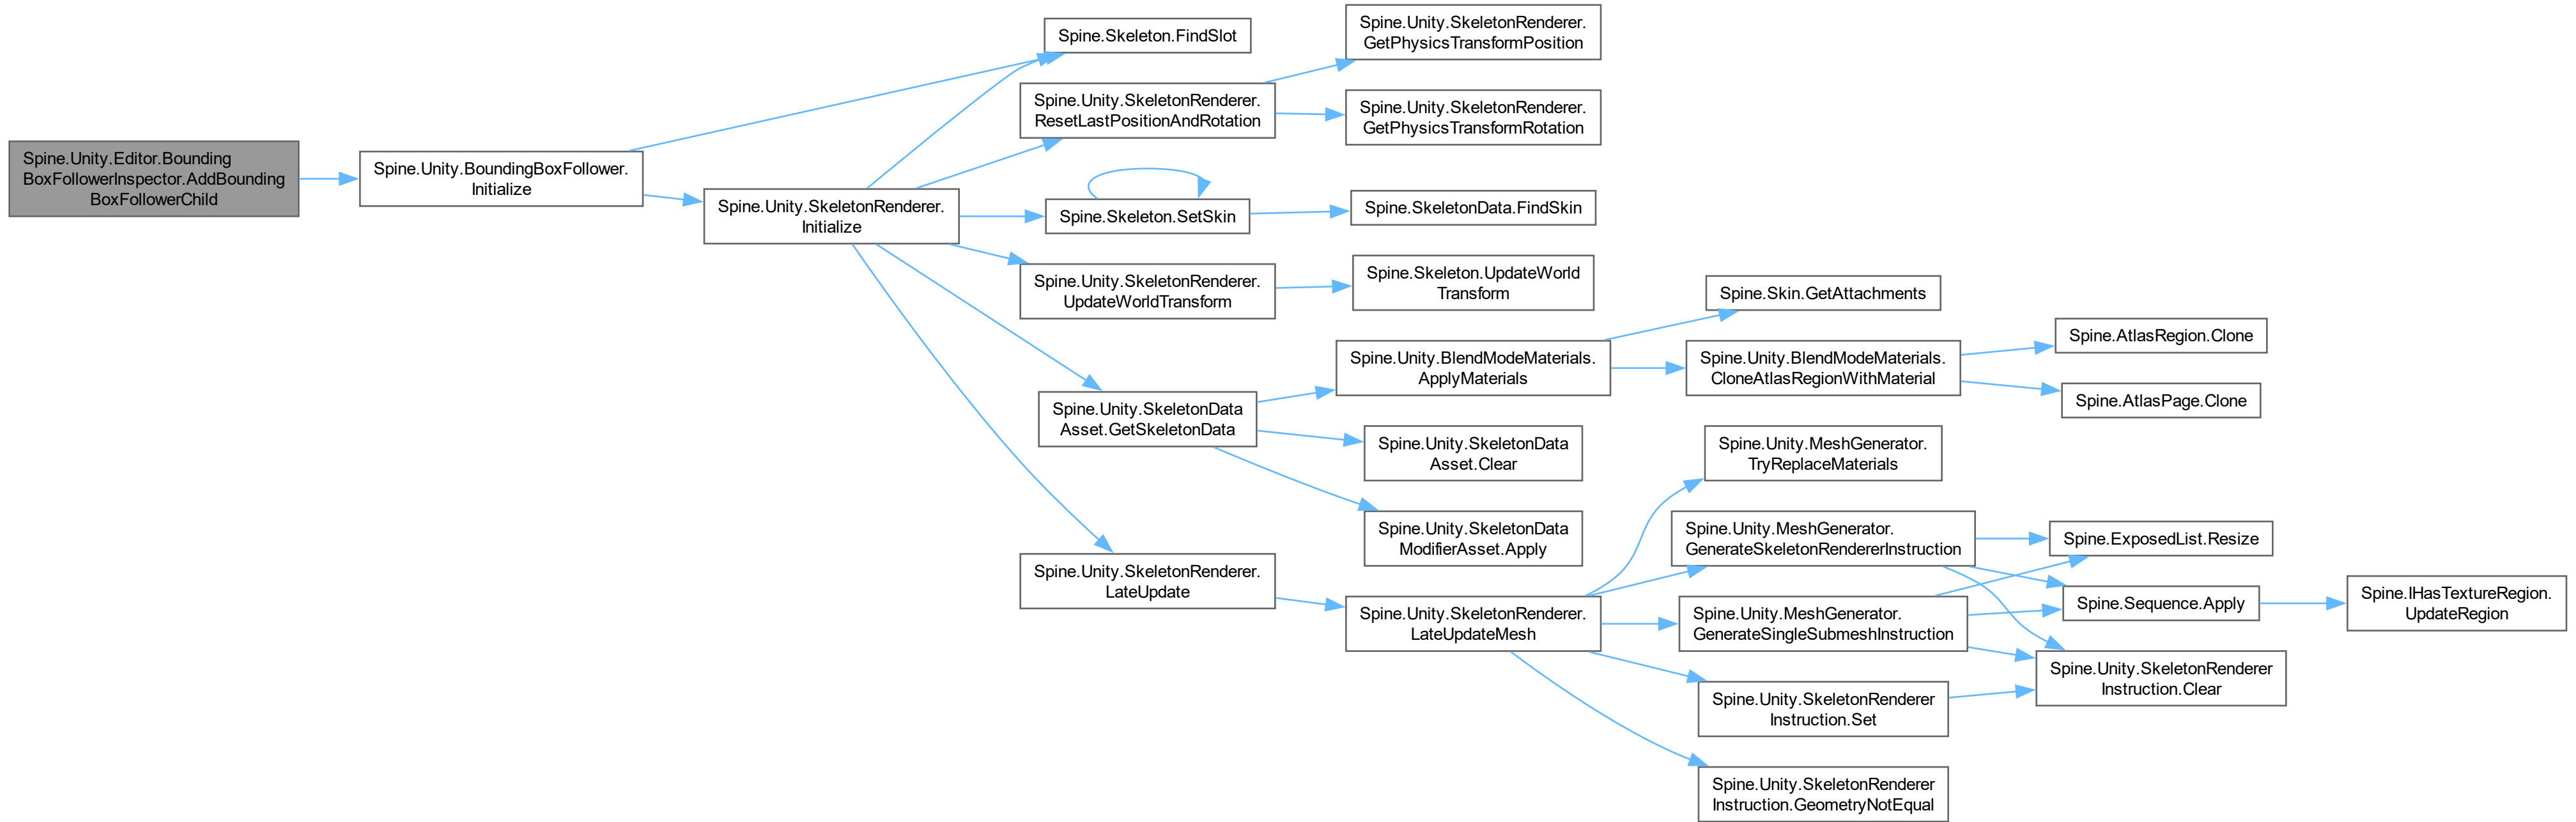 Spine.Unity.Editor.Bounding
BoxFollowerInspector.AddBounding
BoxFollowerChild
Spine.Unity.BoundingBoxFollower.
Initialize
Spine.Unity.SkeletonRenderer.
Initialize
Spine.Skeleton.FindSlot
Spine.Unity.SkeletonRenderer.
ResetLastPositionAndRotation
Spine.Skeleton.SetSkin
Spine.Unity.SkeletonRenderer.
UpdateWorldTransform
Spine.Unity.SkeletonData
Asset.GetSkeletonData
Spine.Unity.SkeletonRenderer.
LateUpdate
Spine.Unity.SkeletonRenderer.
GetPhysicsTransformPosition
Spine.Unity.SkeletonRenderer.
GetPhysicsTransformRotation
Spine.SkeletonData.FindSkin
Spine.Skeleton.UpdateWorld
Transform
Spine.Unity.BlendModeMaterials.
ApplyMaterials
Spine.Unity.SkeletonData
Asset.Clear
Spine.Unity.SkeletonData
ModifierAsset.Apply
Spine.Unity.SkeletonRenderer.
LateUpdateMesh
Spine.Skin.GetAttachments
Spine.Unity.BlendModeMaterials.
CloneAtlasRegionWithMaterial
Spine.Unity.MeshGenerator.
TryReplaceMaterials
Spine.Unity.MeshGenerator.
GenerateSkeletonRendererInstruction
Spine.Unity.MeshGenerator.
GenerateSingleSubmeshInstruction
Spine.Unity.SkeletonRenderer
Instruction.Set
Spine.Unity.SkeletonRenderer
Instruction.GeometryNotEqual
Spine.AtlasRegion.Clone
Spine.AtlasPage.Clone
Spine.ExposedList.Resize
Spine.Sequence.Apply
Spine.Unity.SkeletonRenderer
Instruction.Clear
Spine.IHasTextureRegion.
UpdateRegion